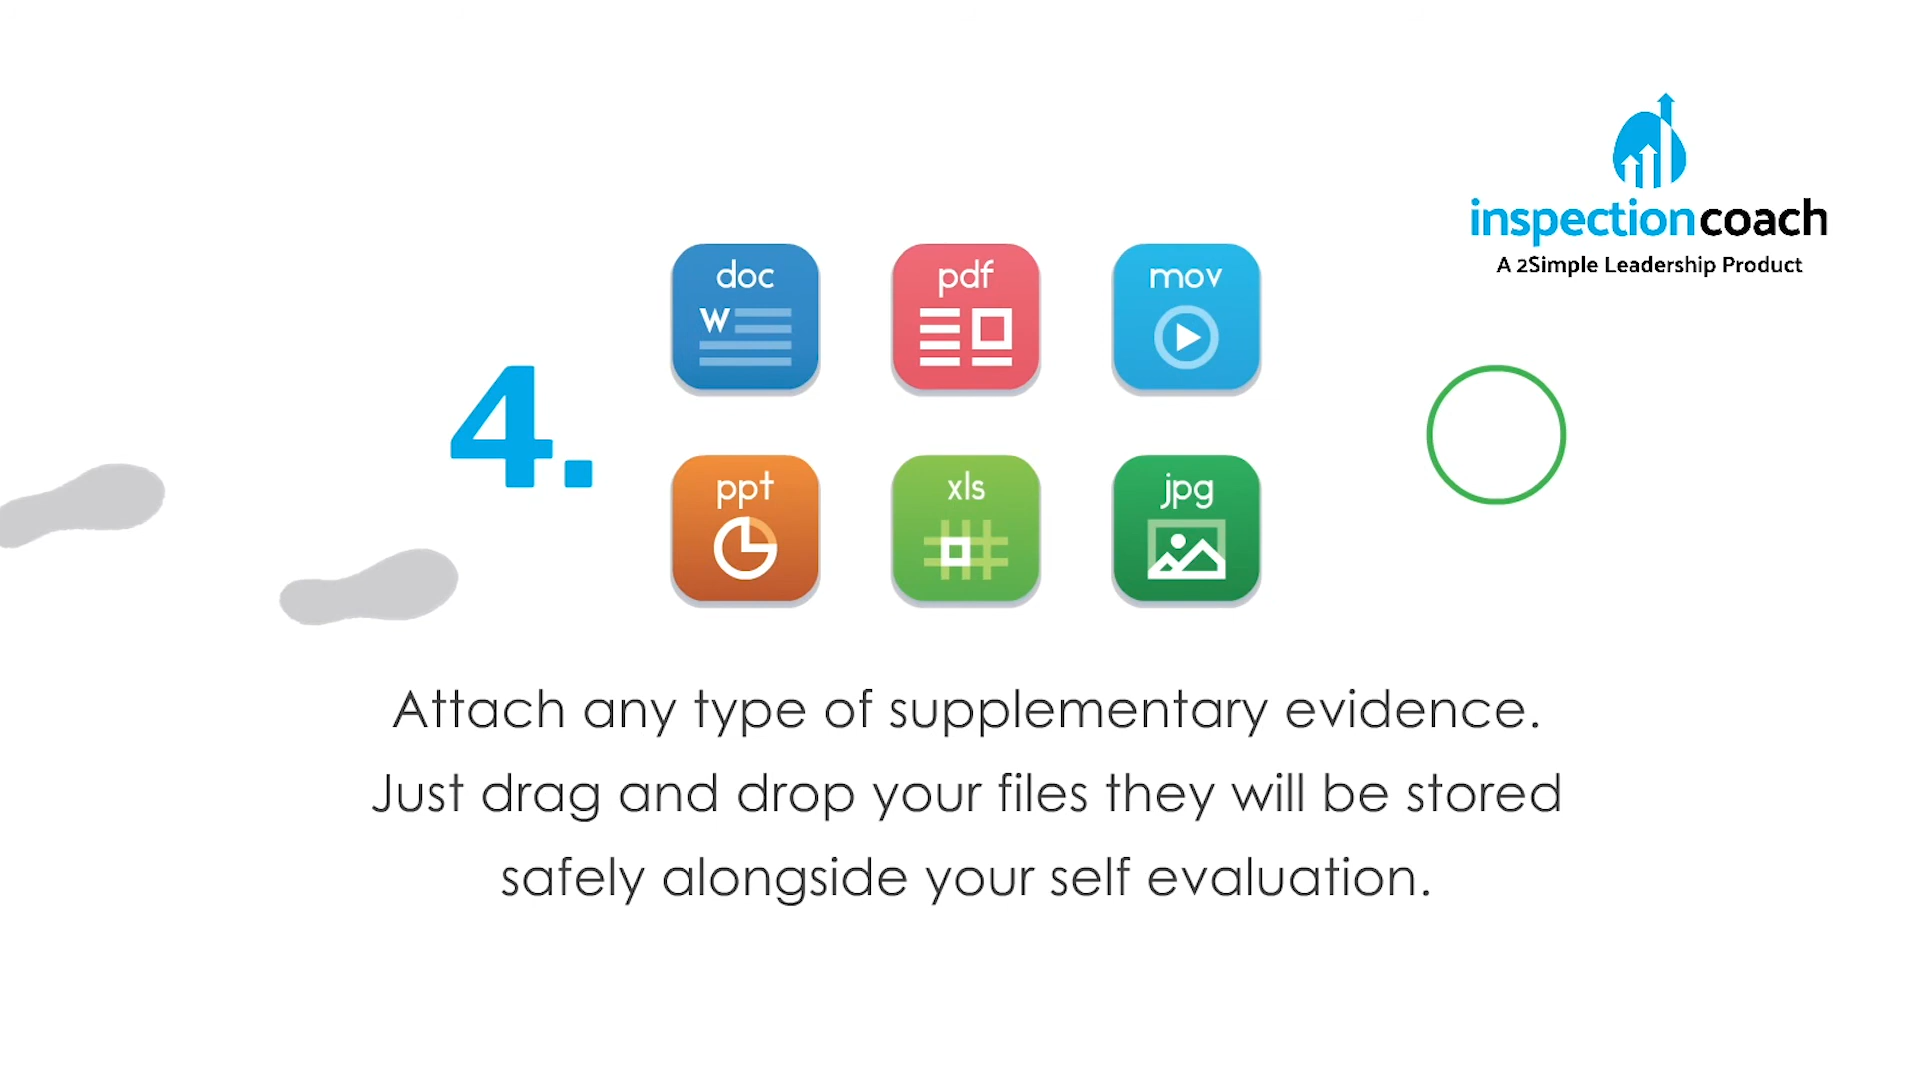 inspectioncoach
A 2Simple Leadership Product
4.
doc
W
pdf
mov
ppt
xls
jpg
Attach any type of supplementary evidence.
Just drag and drop your files they will be stored
safely alongside your self evaluation.